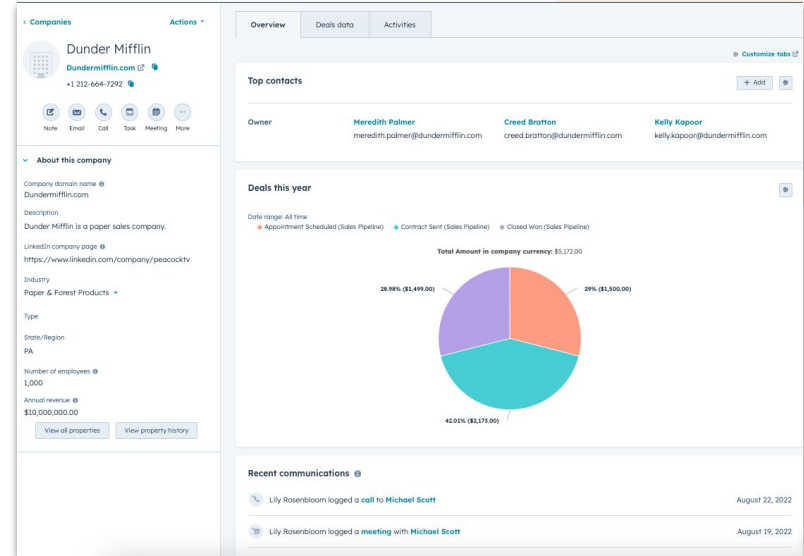 Companies
Actions
Dunder Mifflin
Dundermifflin.com
+1 212-664-7292
Note Email Call Task Meeting More
About this company
Company domain name
Dundermifflin.com
Description
Dunder Mifflin is a paper sales company.
LinkedIn company page
https://www.linkedin.com/company/peacocktv
Industry
Paper & Forest Products
Type
State/Region
PA
Number of employees
1,000
Annual revenue
$10,000,000.00
View all properties View property history
Overview Deals data Activities
Customize tabs
Top contacts
+ Add
Owner Meredith Palmer Creed Bratton Kelly Kapoor
meredith.palmer@dundermifflin.com creed.bratton@dundermifflin.com kelly.kapoor@dundermifflin.com
Deals this year
Date range: All time
Appointment Scheduled (Sales Pipeline) Contract Sent (Sales Pipeline) Closed Won (Sales Pipeline)
Total Amount in company currency: $5,172.00
28.98% ($1,499.00) 29% ($1,500.00)
42.01% ($2,173.00)
Recent communications
Lily Rosenbloom logged a call to Michael Scott August 22, 2022
Lily Rosenbloom logged a meeting with Michael Scott August 19, 2022